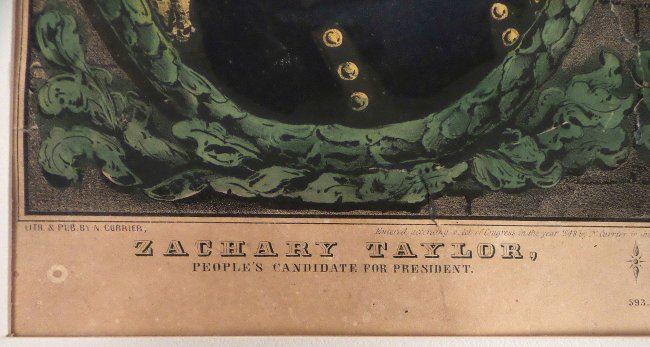 LITH. & PUB. BY N. CURRIER,
Entered according to Act of Congress in the year 1848 by N. Currier in
ZACHARY TAYLOR,
PEOPLE'S CANDIDATE FOR PRESIDENT.
593.